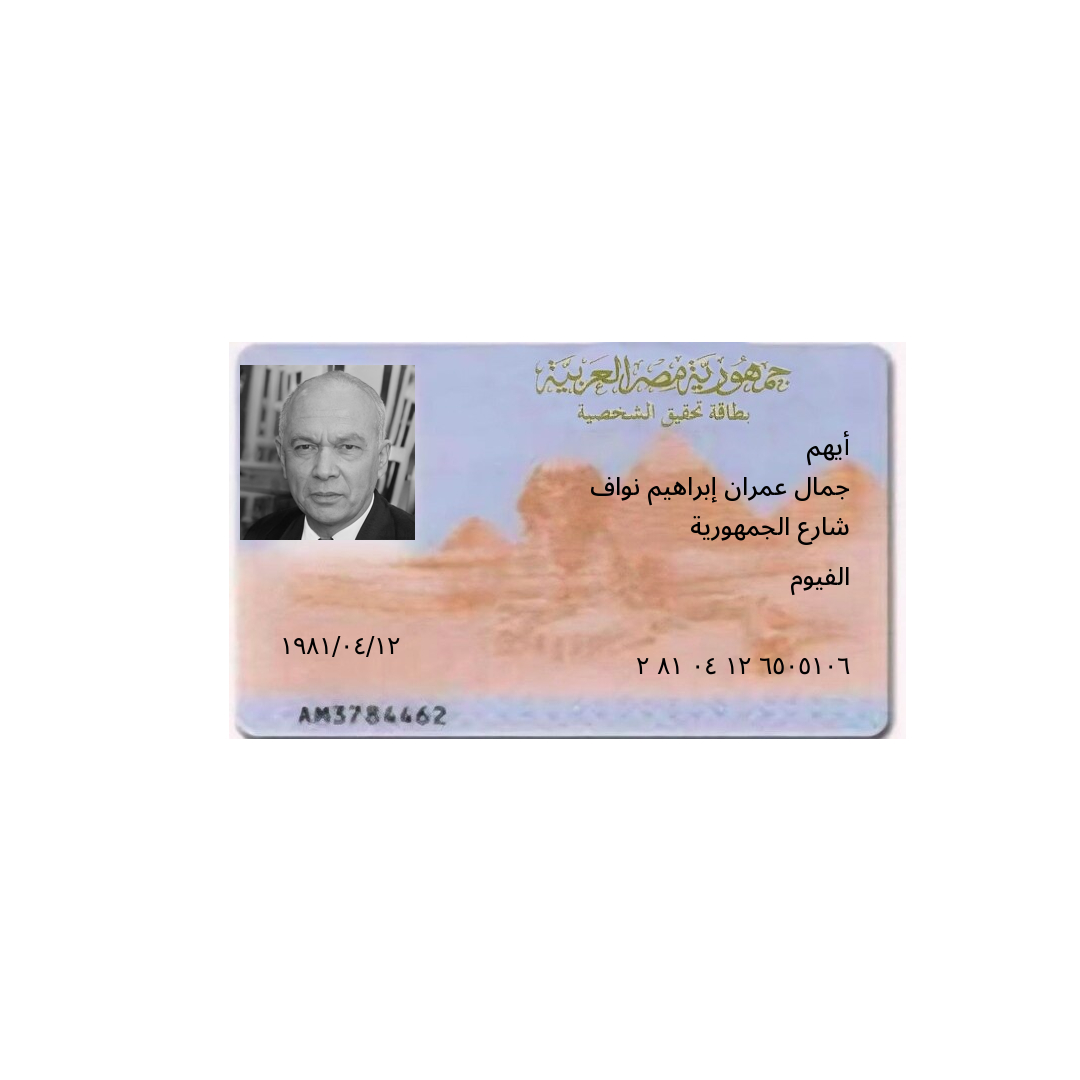 جمهورية مصر العربية
بطاقة تحقيق الشخصية
أيهم
جمال عمران إبراهيم نواف
شارع الجمهورية
الفيوم
١٩٨١/٠٤/١٢
٢ ٨١ ٠٤ ١٢ ٦٥٠٥١٠٦
AM3784462